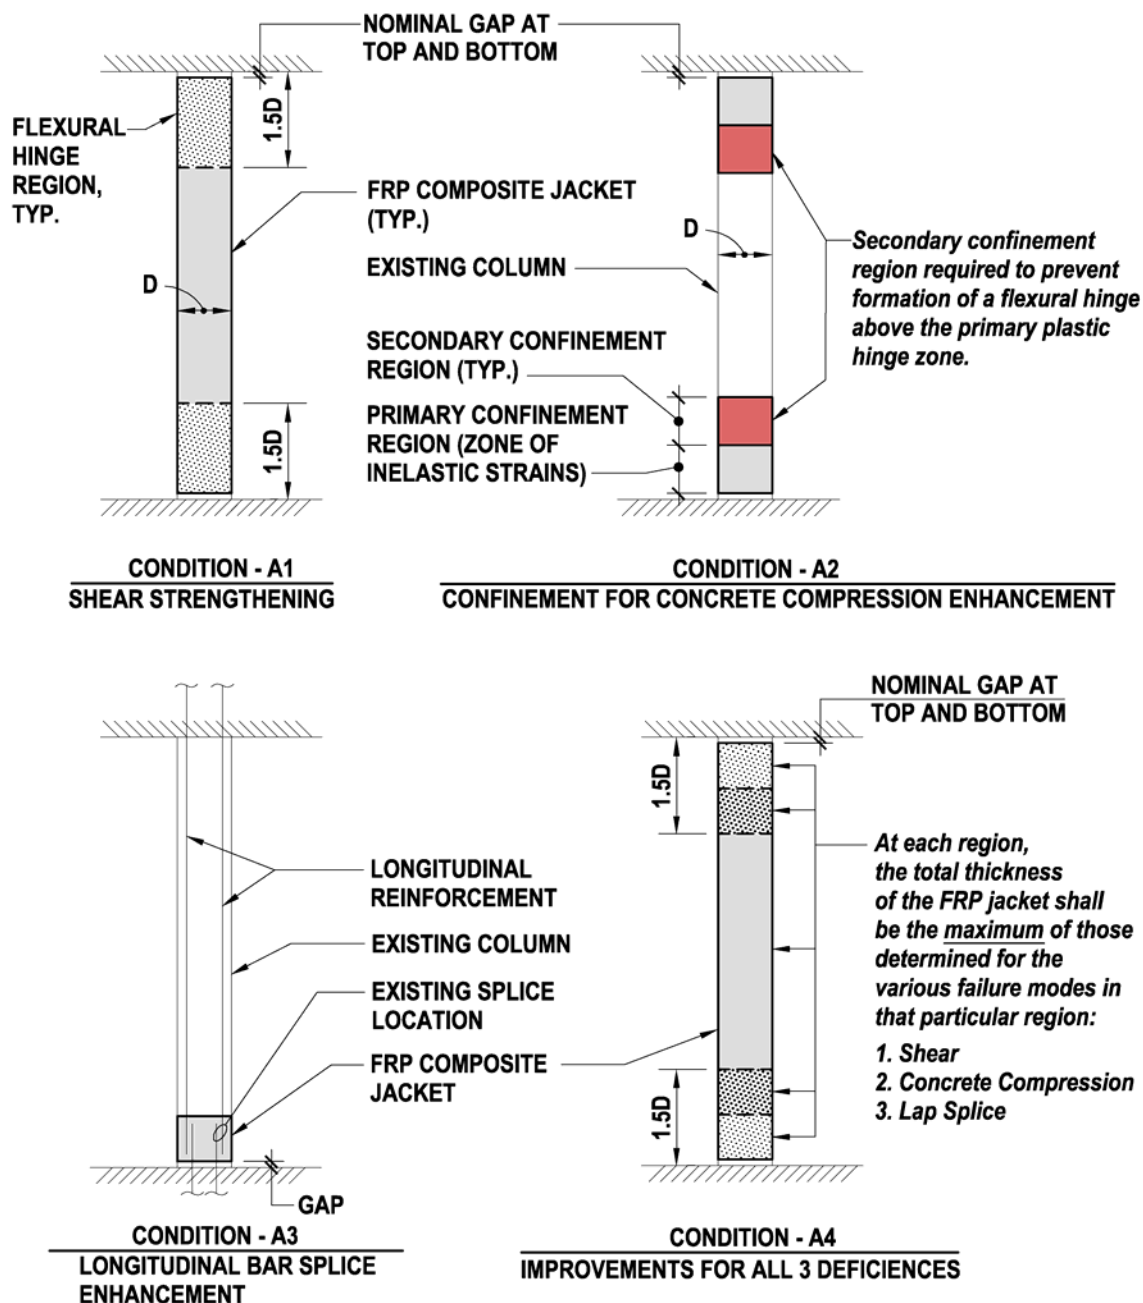 NOMINAL GAP AT
TOP AND BOTTOM
FLEXURAL
HINGE
REGION,
TYP.
1.5D
FRP COMPOSITE JACKET
(TYP.)
D
EXISTING COLUMN
D
Secondary confinement
region required to prevent
formation of a flexural hinge
above the primary plastic
hinge zone.
SECONDARY CONFINEMENT
REGION (TYP.)
PRIMARY CONFINEMENT
REGION (ZONE OF
INELASTIC STRAINS)
1.5D
CONDITION - A1
SHEAR STRENGTHENING
CONDITION - A2
CONFINEMENT FOR CONCRETE COMPRESSION ENHANCEMENT
NOMINAL GAP AT
TOP AND BOTTOM
1.5D
LONGITUDINAL
REINFORCEMENT
EXISTING COLUMN
EXISTING SPLICE
LOCATION
FRP COMPOSITE
JACKET
GAP
At each region,
the total thickness
of the FRP jacket shall
be the maximum of those
determined for the
various failure modes in
that particular region:
1. Shear
2. Concrete Compression
3. Lap Splice
1.5D
CONDITION - A3
LONGITUDINAL BAR SPLICE
ENHANCEMENT
CONDITION - A4
IMPROVEMENTS FOR ALL 3 DEFICIENCES